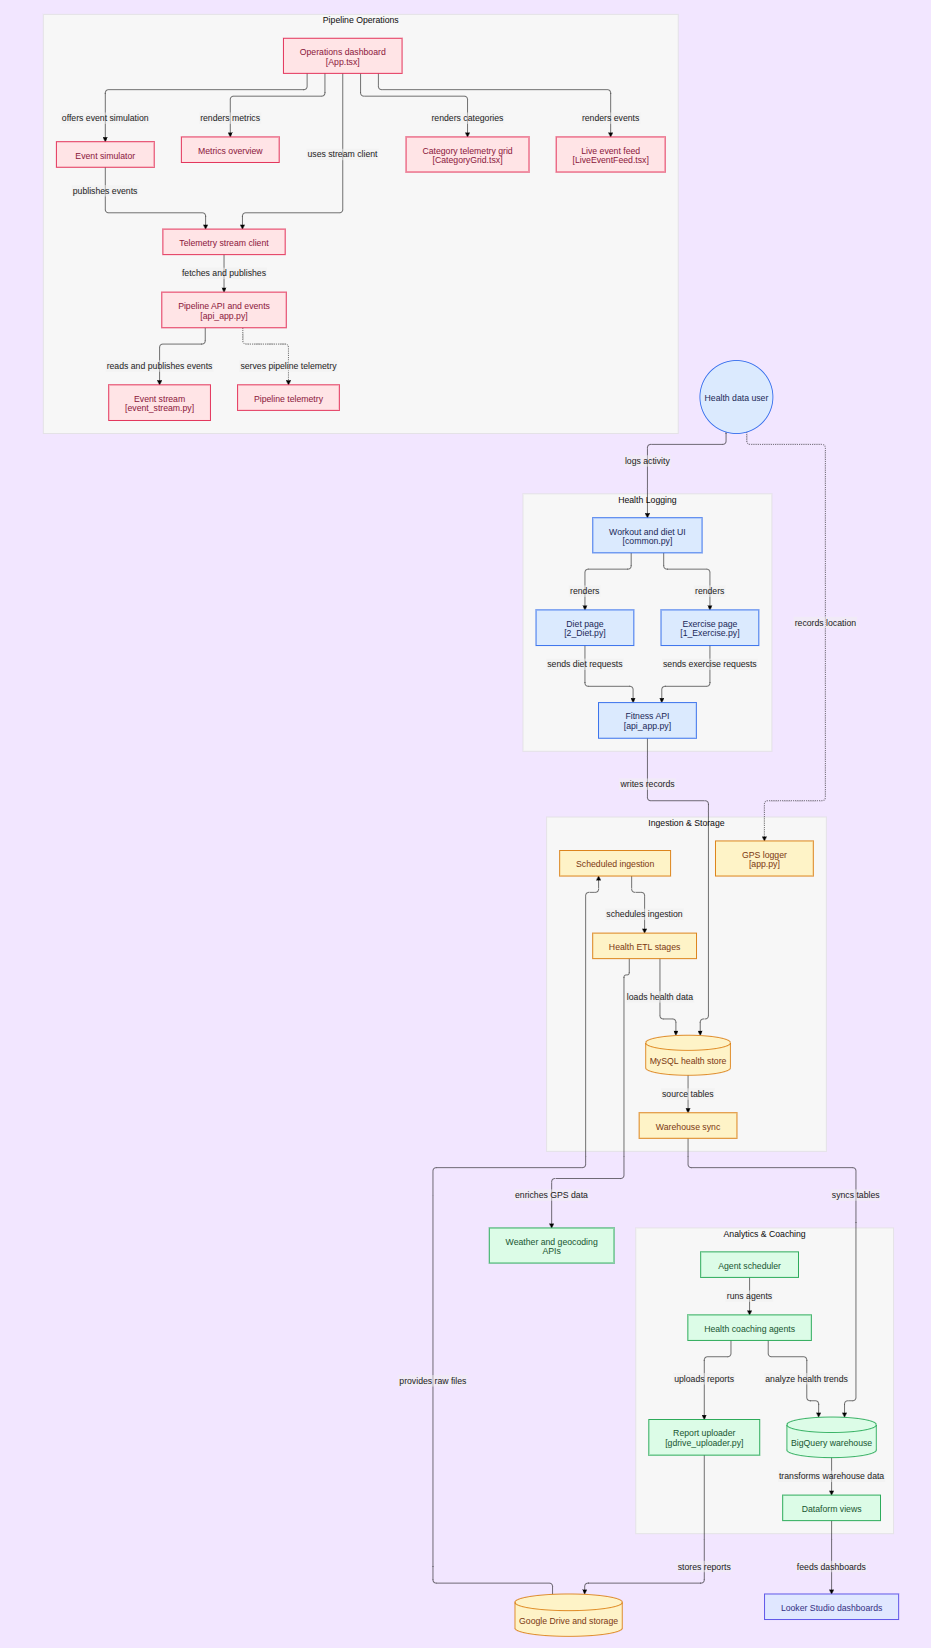 Pipeline Operations
Operations dashboard
[App.tsx]
offers event simulation
renders metrics
renders categories
renders events
Event simulator
Metrics overview
uses stream client
Category telemetry grid
[CategoryGrid.tsx]
Live event feed
[LiveEventFeed.tsx]
publishes events
Telemetry stream client
fetches and publishes
Pipeline API and events
[api_app.py]
reads and publishes events
serves pipeline telemetry
Event stream
[event_stream.py]
Pipeline telemetry
Health data user
logs activity
Health Logging
Workout and diet UI
[common.py]
renders
renders
Diet page
[2_Diet.py]
Exercise page
[1_Exercise.py]
records location
sends diet requests
sends exercise requests
Fitness API
[api_app.py]
writes records
Ingestion & Storage
Scheduled ingestion
GPS logger
[app.py]
schedules ingestion
Health ETL stages
loads health data
MySQL health store
source tables
Warehouse sync
enriches GPS data
syncs tables
Weather and geocoding
APIs
Analytics & Coaching
Agent scheduler
runs agents
Health coaching agents
provides raw files
uploads reports
analyze health trends
Report uploader
[gdrive_uploader.py]
BigQuery warehouse
transforms warehouse data
Dataform views
stores reports
feeds dashboards
Google Drive and storage
Looker Studio dashboards